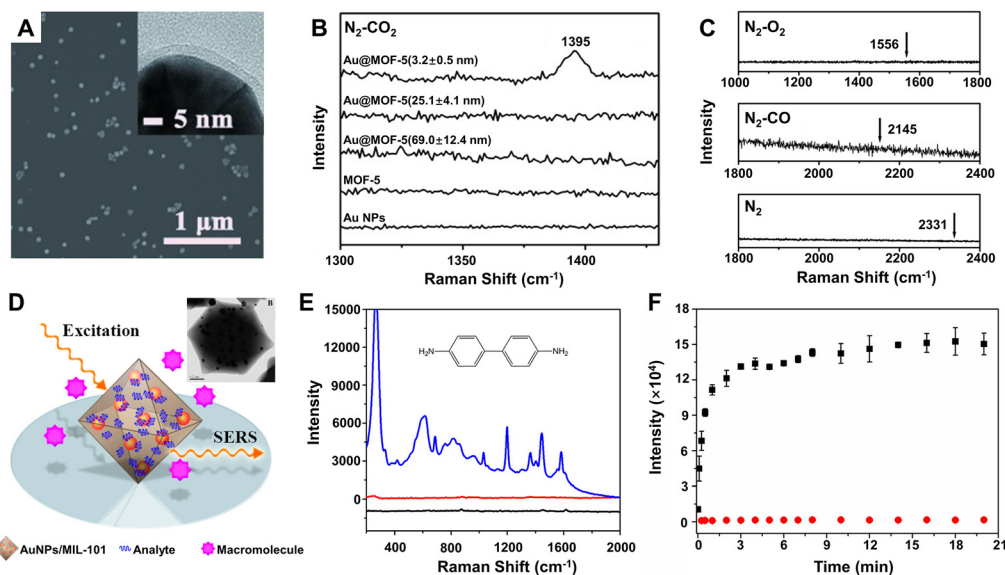 A
5 nm
1 µm
B
N₂-CO₂
1395
Au@MOF-5(3.2±0.5 nm)
Au@MOF-5(25.1±4.1 nm)
Au@MOF-5(69.0±12.4 nm)
MOF-5
Au NPs
Intensity
1300 1350 1400
Raman Shift (cm⁻¹)
C
N₂-O₂
1556
1000 1200 1400 1600 1800
N₂-CO
2145
1800 2000 2200 2400
N₂
2331
1800 2000 2200 2400
Intensity
Raman Shift (cm⁻¹)
D
B
Excitation
SERS
AuNPs/MIL-101 Analyte Macromolecule
E
15000
12000
9000
6000
3000
0
Intensity
H₂N
NH₂
400 800 1200 1600 2000
Raman Shift (cm⁻¹)
F
18
15
12
9
6
3
0
Intensity (× 10⁴)
0 3 6 9 12 15 18 21
Time (min)